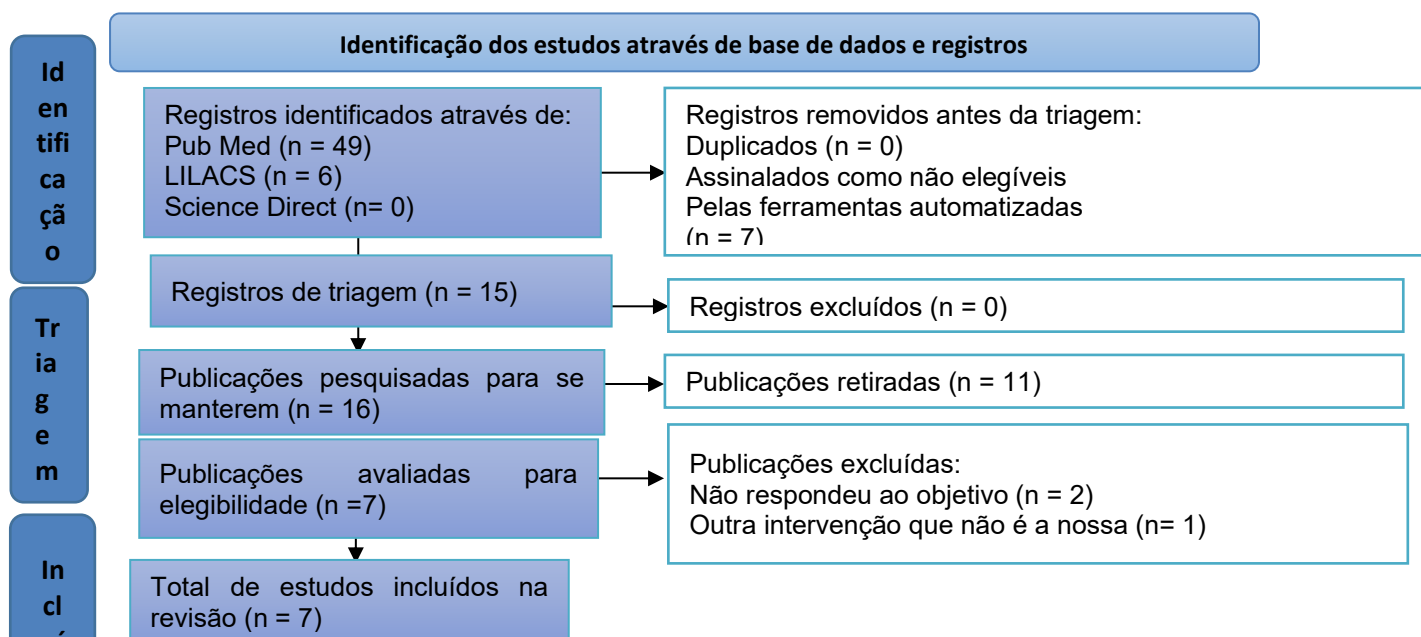 Identificação dos estudos através de base de dados e registros
Id
en
tifi
ca
çã
o
Registros identificados através de:
Pub Med (n = 49)
LILACS (n = 6)
Science Direct (n= 0)
Registros removidos antes da triagem:
Duplicados (n = 0)
Assinalados como não elegíveis
Pelas ferramentas automatizadas
(n = 7)
Tr
ia
g
e
m
Registros de triagem (n = 15)
Registros excluídos (n = 0)
Publicações pesquisadas para se
manterem (n = 16)
Publicações retiradas (n = 11)
Publicações avaliadas para
elegibilidade (n =7)
Publicações excluídas:
Não respondeu ao objetivo (n = 2)
Outra intervenção que não é a nossa (n= 1)
In
cl
Total de estudos incluídos na
revisão (n = 7)